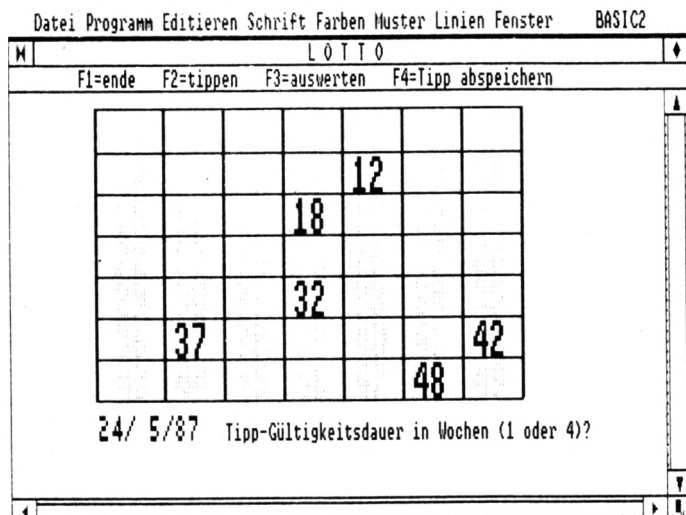 Datei Programm Editieren Schrift Farben Muster Linien Fenster BASIC2
L O T T O
F1=ende F2=tippen F3=auswerten F4=Tipp abspeichern
12
18
32
37 42
48
24/ 5/87 Tipp-Gültigkeitsdauer in Wochen (1 oder 4)?